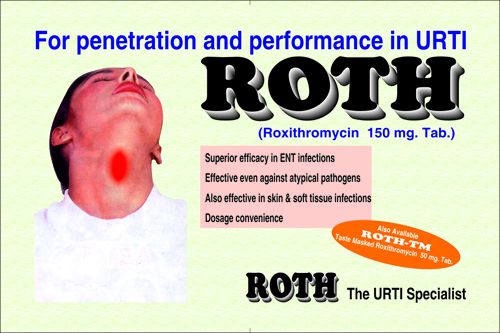 For penetration and performance in URTI
ROTH
(Roxithromycin 150 mg. Tab.)
Superior efficacy in ENT infections
Effective even against atypical pathogens
Also effective in skin & soft tissue infections
Dosage convenience
Also Available
ROTH-TM
Taste Masked Roxithromycin 50 mg. Tab.
ROTH The URTI Specialist